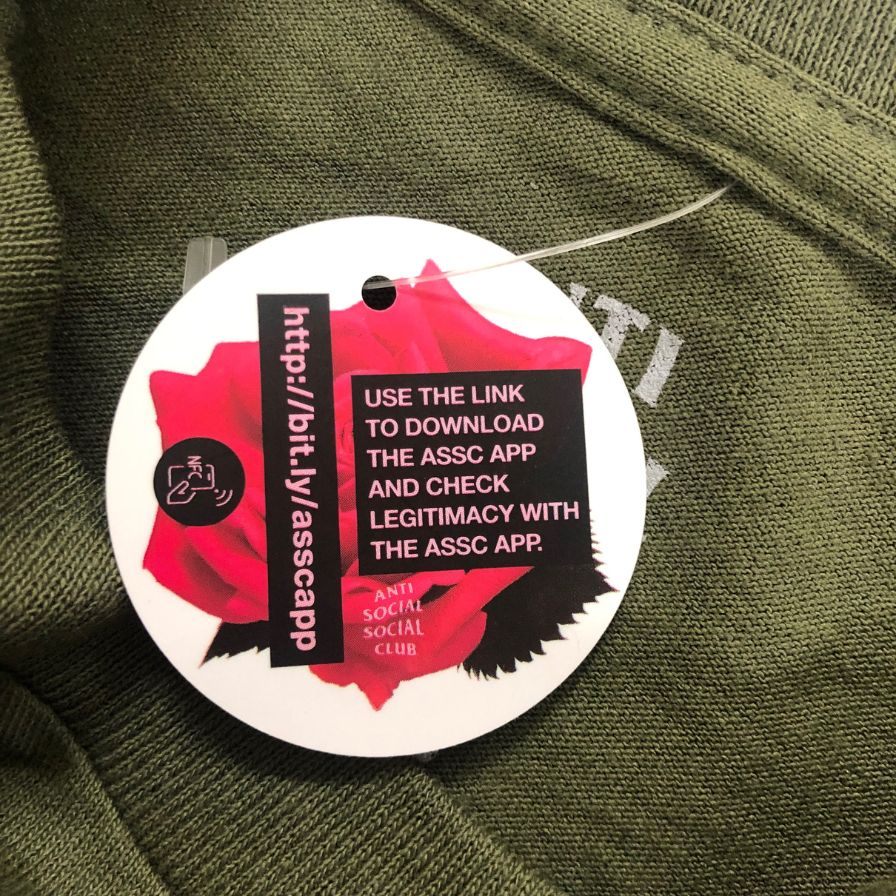 http://bit.ly/asscapp
USE THE LINK
TO DOWNLOAD
THE ASSC APP
AND CHECK
LEGITIMACY WITH
THE ASSC APP.
NFC
ANTI
SOCIAL
SOCIAL
CLUB